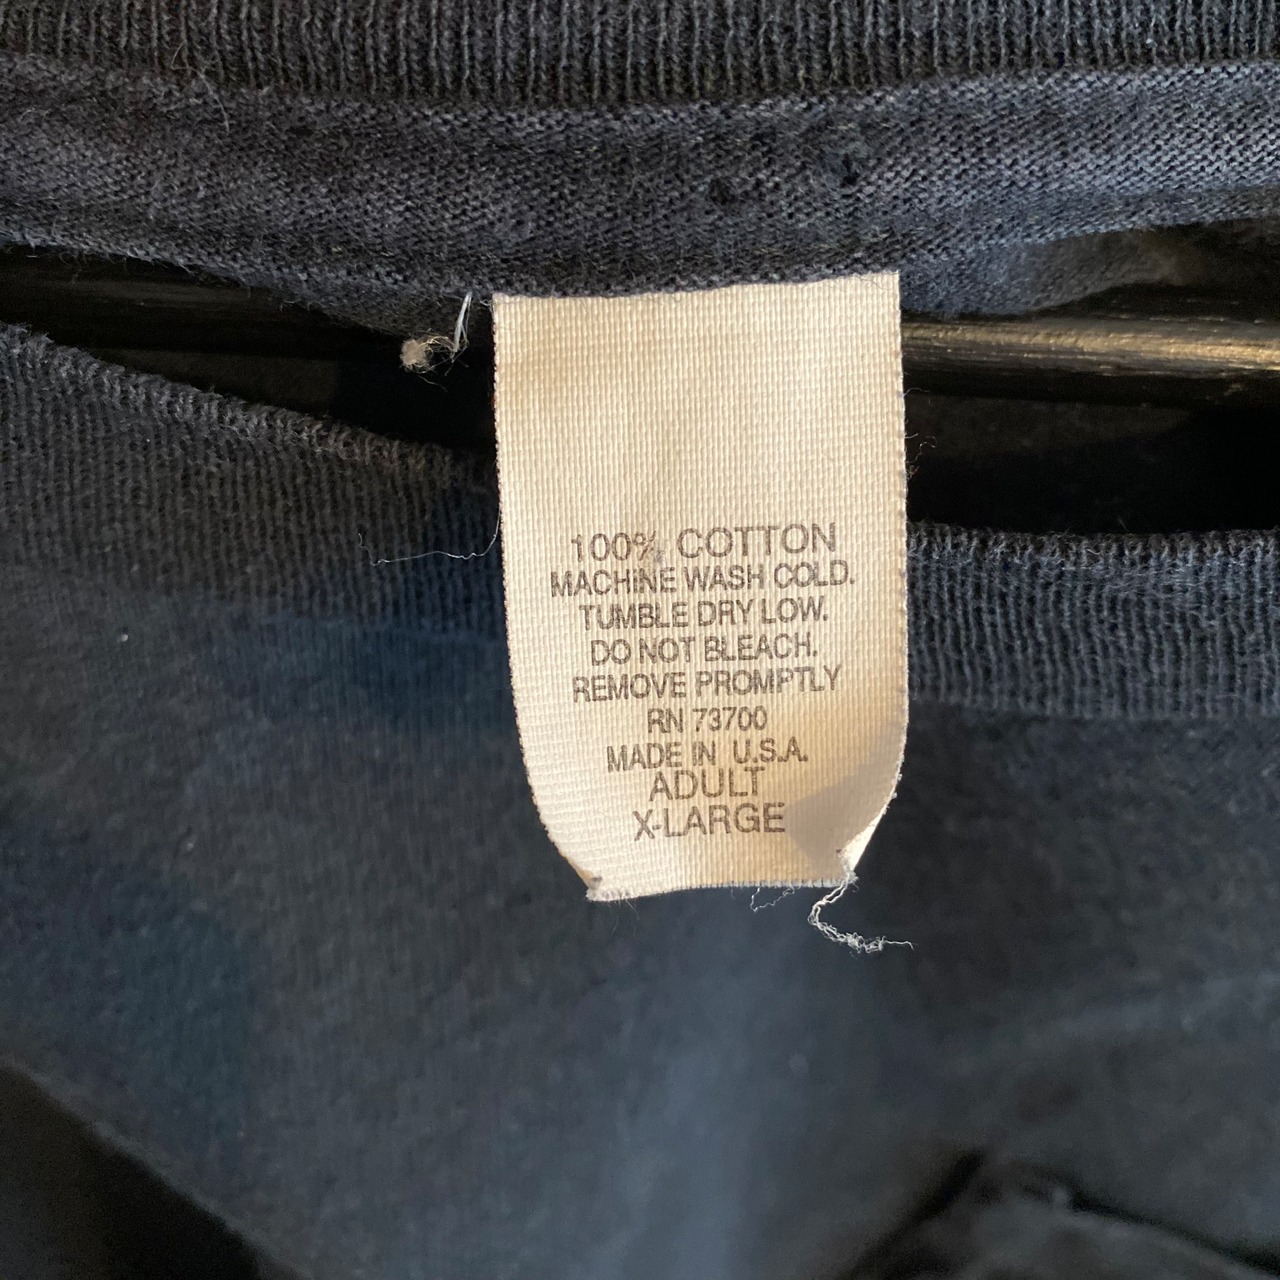 100% COTTON
MACHINE WASH COLD.
TUMBLE DRY LOW.
DO NOT BLEACH.
REMOVE PROMPTLY
RN 73700
MADE IN U.S.A.
ADULT
X-LARGE